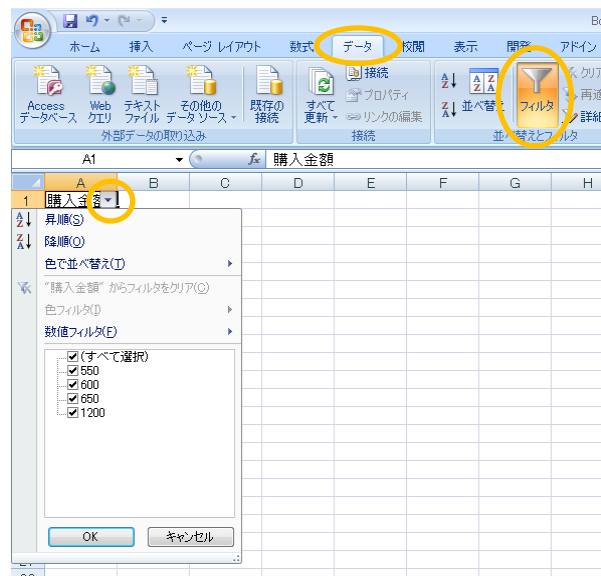 Bo
ホーム 挿入 ページ レイアウト 数式 データ 校閲 表示 開発 アドイン
Access データベース
Web クエリ
テキスト ファイル
その他の データ ソース
既存の 接続
すべて 更新
接続
プロパティ
リンクの編集
並べ替え
フィルタ
クリア
再適
詳細
外部データの取り込み 接続 並べ替えとフィルタ
A1 fx 購入金額
A B C D E F G H
1 購入金額
昇順(S)
降順(O)
色で並べ替え(T)
"購入金額" からフィルタをクリア(C)
色フィルタ(I)
数値フィルタ(F)
(すべて選択)
550
600
650
1200
OK キャンセル